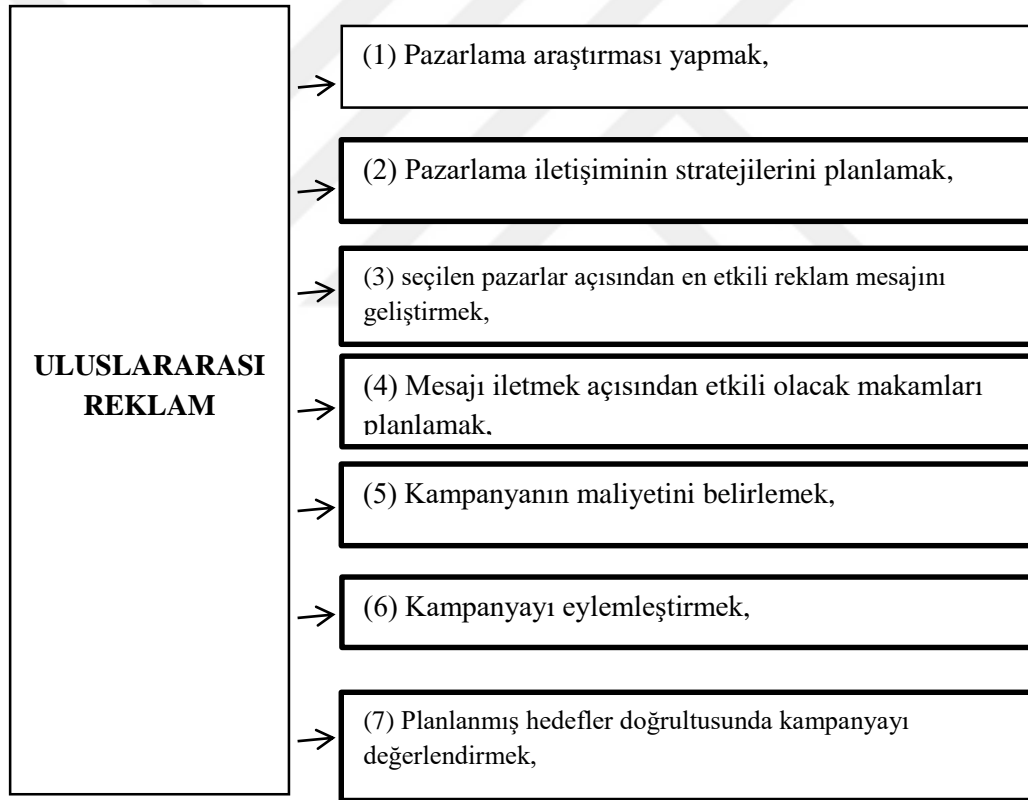 ULUSLARARASI
REKLAM
(1) Pazarlama araştırması yapmak,
(2) Pazarlama iletişiminin stratejilerini planlamak,
(3) seçilen pazarlar açısından en etkili reklam mesajını
geliştirmek,
(4) Mesajı iletmek açısından etkili olacak makamları
planlamak,
(5) Kampanyanın maliyetini belirlemek,
(6) Kampanyayı eylemleştirmek,
(7) Planlanmış hedefler doğrultusunda kampanyayı
değerlendirmek,